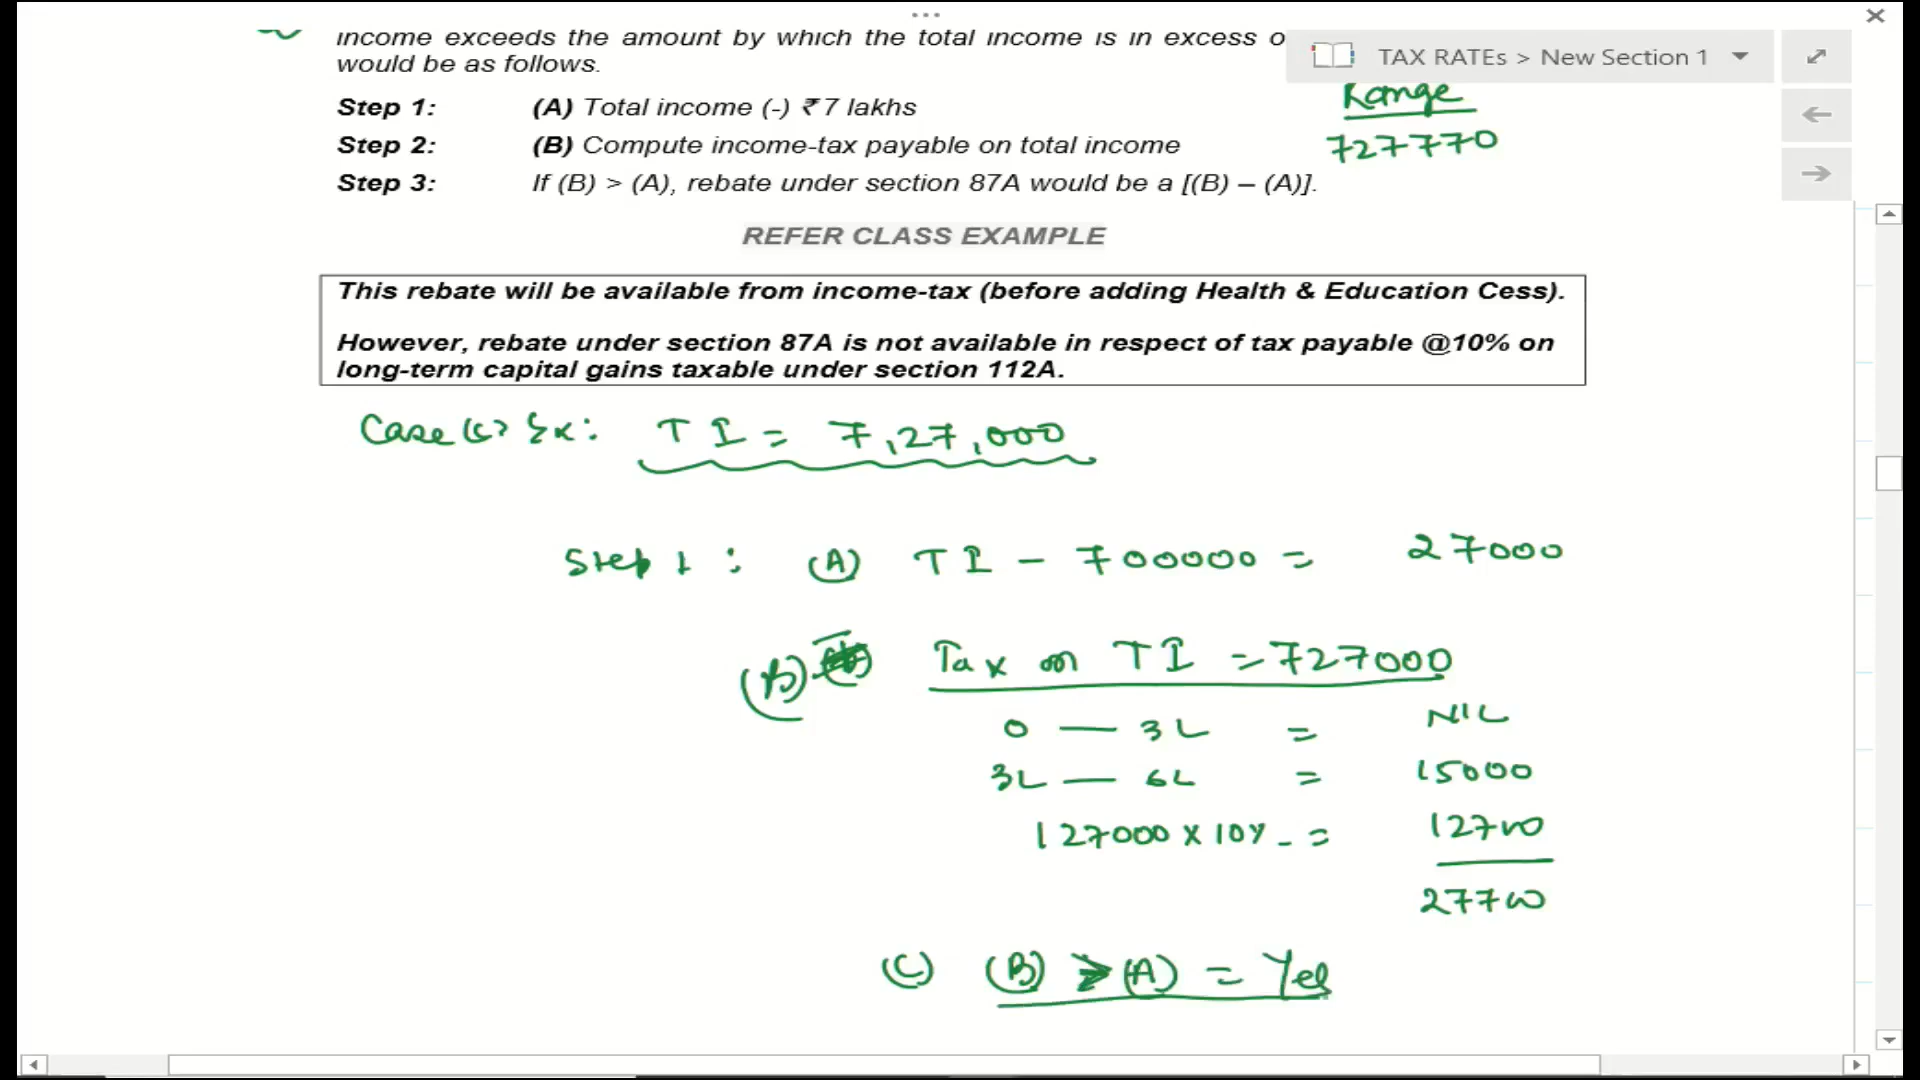 income exceeds the amount by which the total income is in excess o
would be as follows.
TAX RATEs > New Section 1
Range
727770
Step 1: (A) Total income (-) ₹ 7 lakhs
Step 2: (B) Compute income-tax payable on total income
Step 3: If (B) > (A), rebate under section 87A would be a [(B) – (A)].
REFER CLASS EXAMPLE
This rebate will be available from income-tax (before adding Health & Education Cess).
However, rebate under section 87A is not available in respect of tax payable @10% on
long-term capital gains taxable under section 112A.
Case (c) Ex: TI = 7,27,000
Step 1 : (A) TI - 700000 = 27000
(B) Tax on TI = 727000
0 — 3L = NIL
3L — 6L = 15000
127000 x 10% = 12700
27700
(C) (B) > (A) = Yes